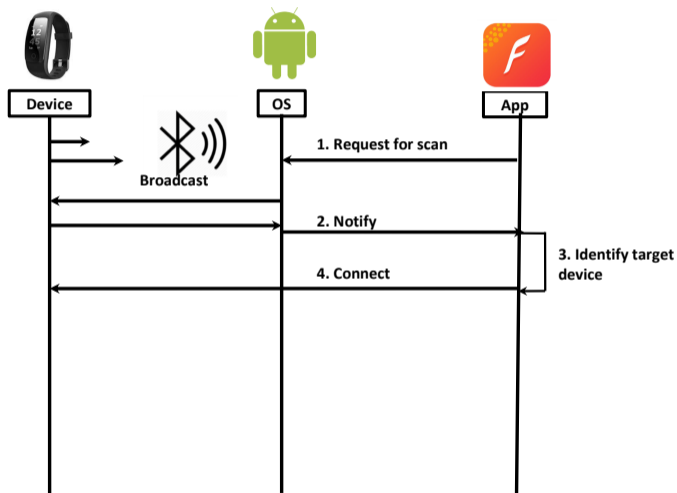 Device
OS
App
1. Request for scan
Broadcast
2. Notify
3. Identify target
device
4. Connect